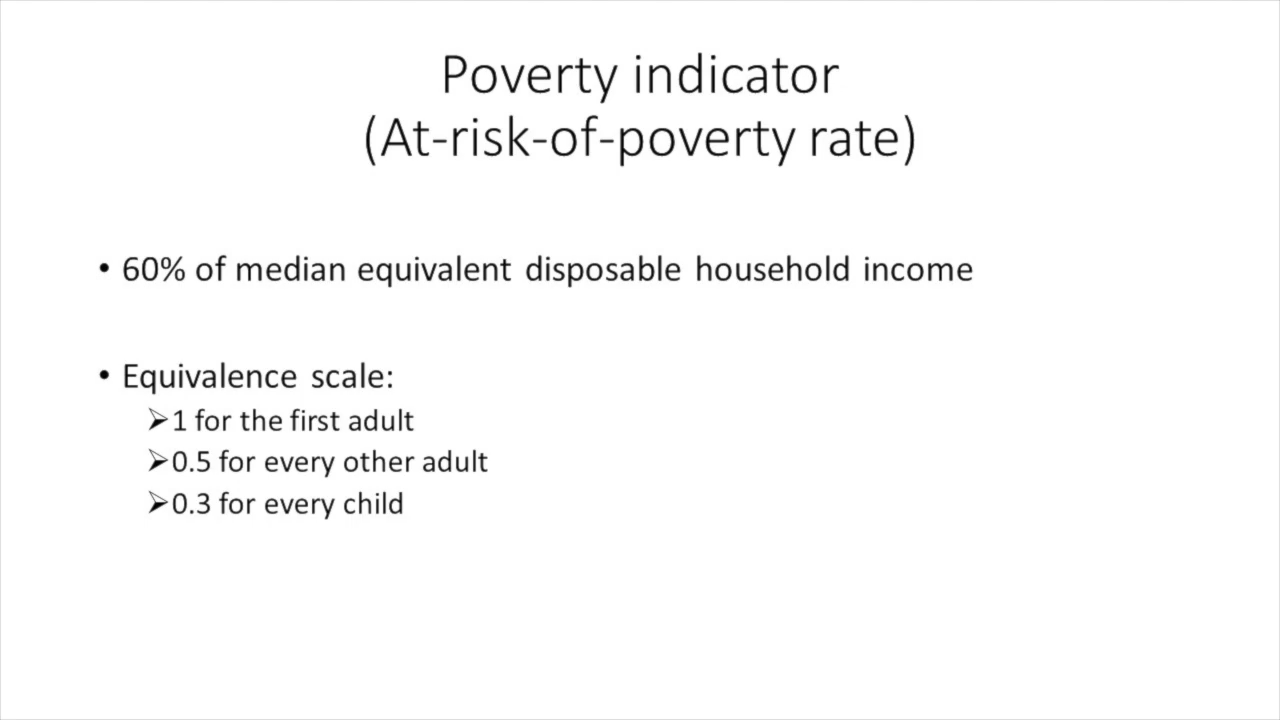 Poverty indicator
(At-risk-of-poverty rate)
• 60% of median equivalent disposable household income
• Equivalence scale:
➢1 for the first adult
➢0.5 for every other adult
➢0.3 for every child